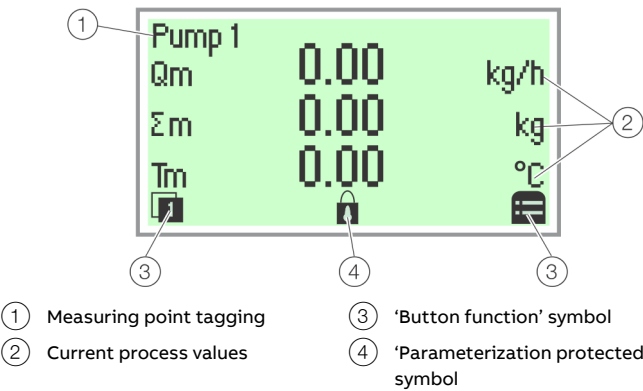 1
Pump 1
Qm 0.00 kg/h
Σm 0.00 kg
2
Tm 0.00 °C
1
3 4 3
1 Measuring point tagging
2 Current process values
3 ‘Button function’ symbol
4 ‘Parameterization protected
symbol